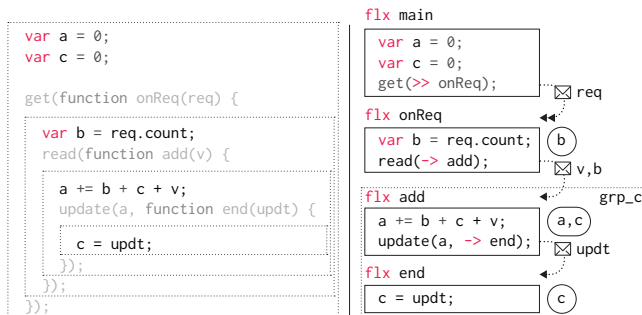 var a = 0;
var c = 0;
get(function onReq(req) {
var b = req.count;
read(function add(v) {
a += b + c + v;
update(a, function end(updt) {
c = updt;
});
});
});
flx main
var a = 0;
var c = 0;
get(>> onReq);
req
flx onReq
var b = req.count;
read(-> add);
b
v,b
flx add
grp_c
a += b + c + v;
update(a, -> end);
a,c
updt
flx end
c = updt;
c